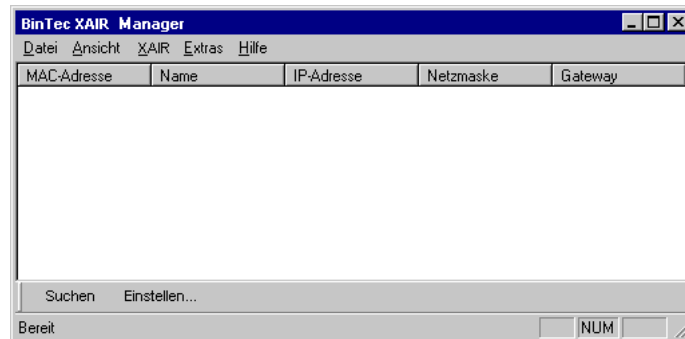 BinTec XAIR Manager
Datei Ansicht XAIR Extras Hilfe
MAC-Adresse Name IP-Adresse Netzmaske Gateway
Suchen Einstellen...
Bereit NUM